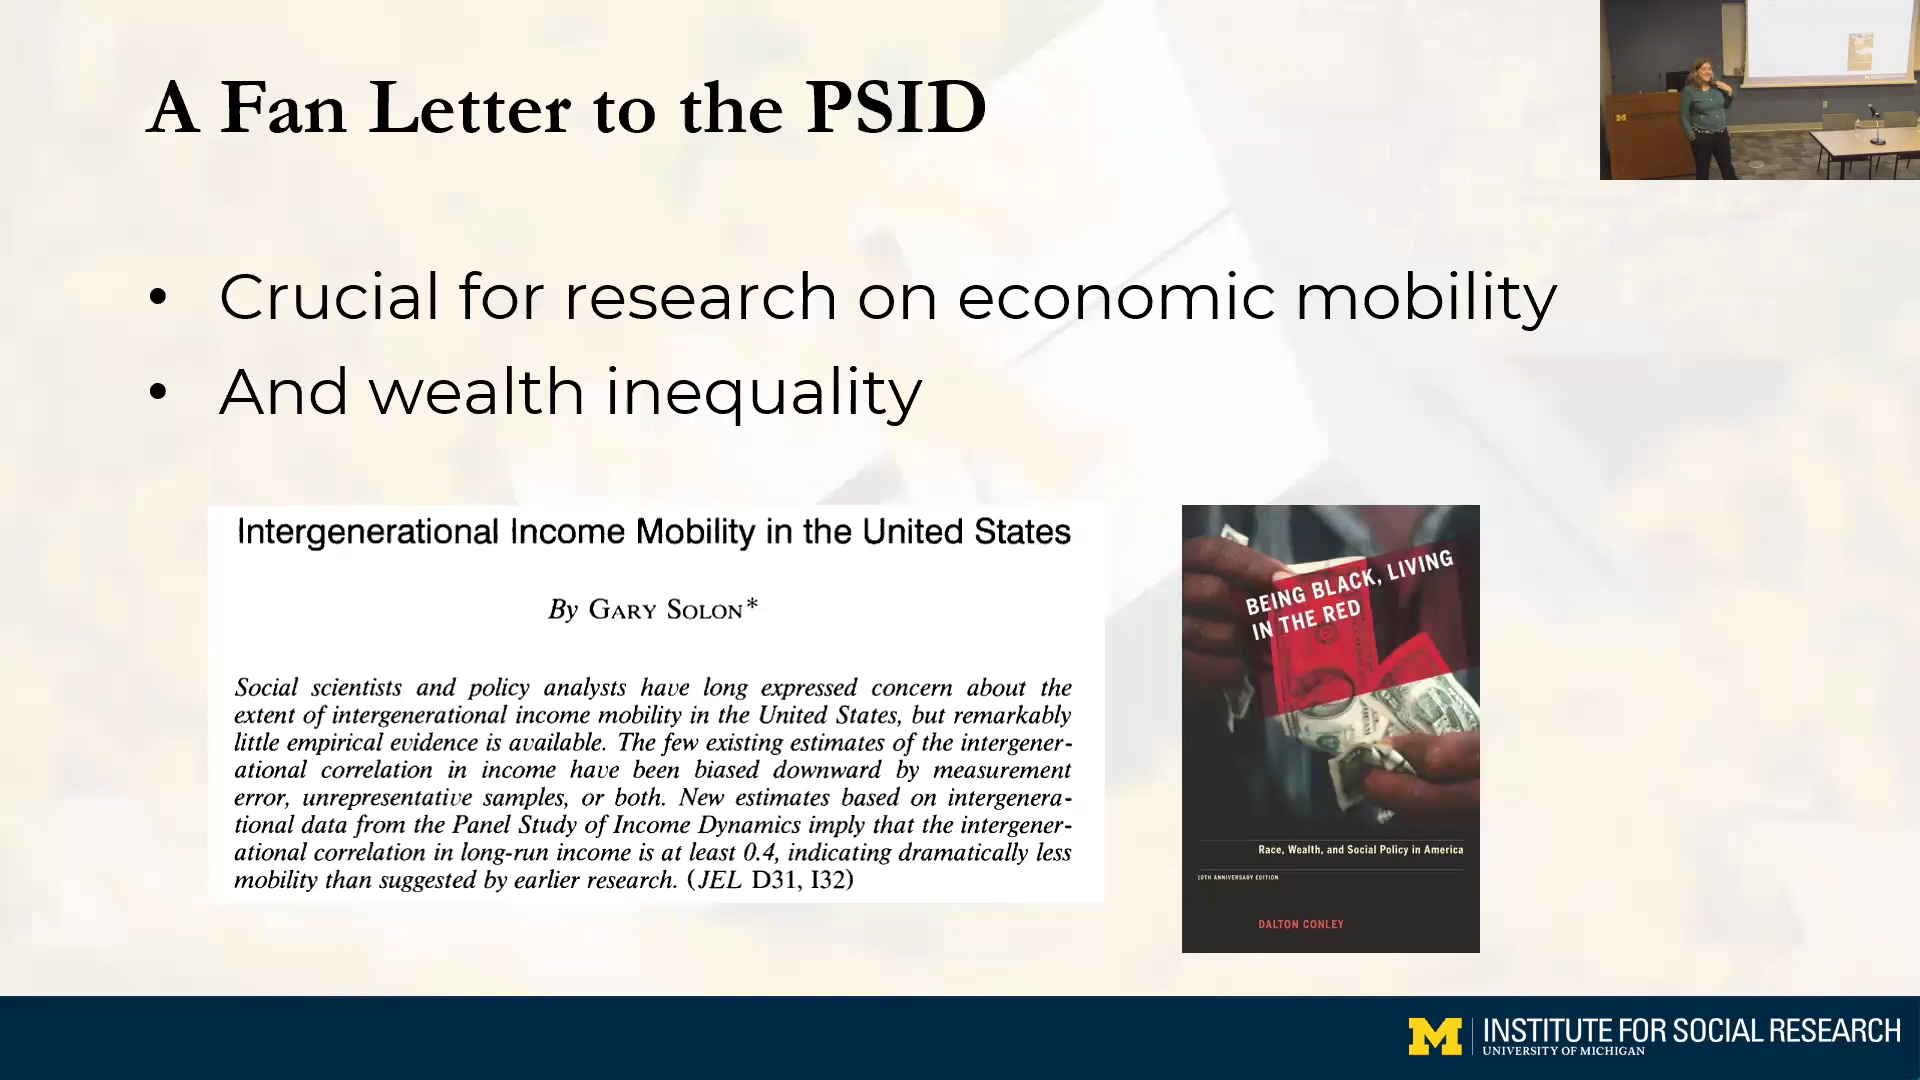 A Fan Letter to the PSID
• Crucial for research on economic mobility
• And wealth inequality
Intergenerational Income Mobility in the United States
By GARY SOLON*
Social scientists and policy analysts have long expressed concern about the
extent of intergenerational income mobility in the United States, but remarkably
little empirical evidence is available. The few existing estimates of the intergener-
ational correlation in income have been biased downward by measurement
error, unrepresentative samples, or both. New estimates based on intergenera-
tional data from the Panel Study of Income Dynamics imply that the intergener-
ational correlation in long-run income is at least 0.4, indicating dramatically less
mobility than suggested by earlier research. (JEL D31, I32)
BEING BLACK, LIVING
IN THE RED
Race, Wealth, and Social Policy in America
10TH ANNIVERSARY EDITION
DALTON CONLEY
M INSTITUTE FOR SOCIAL RESEARCH
UNIVERSITY OF MICHIGAN